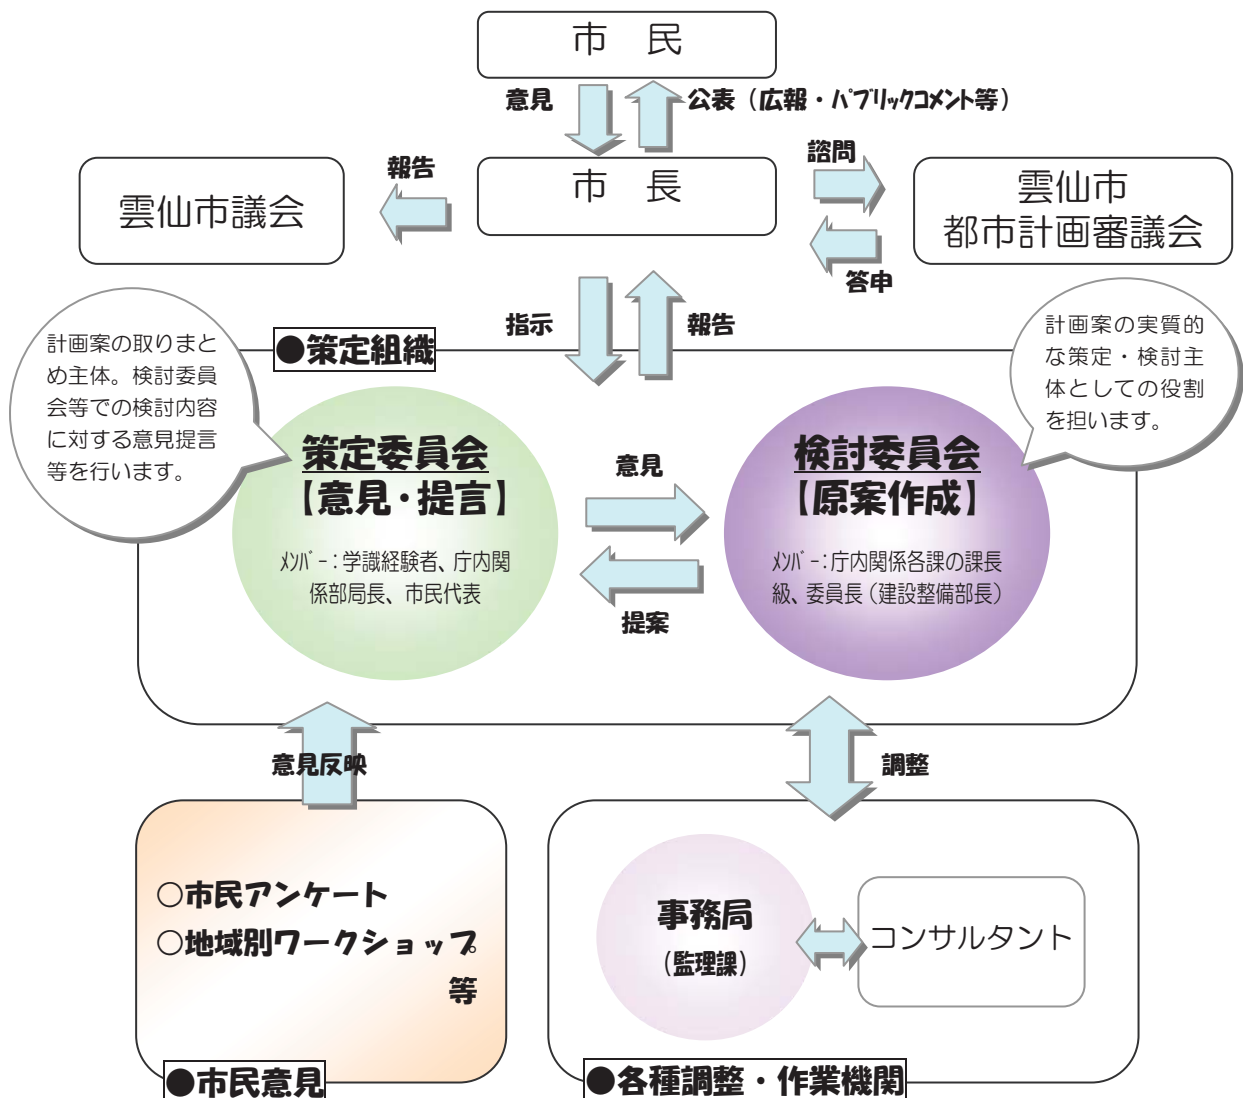 市　民
意見
公表（広報・パブリックコメント等）
報告
諮問
雲仙市議会
市　長
雲仙市
都市計画審議会
答申
指示
報告
●策定組織
計画案の取りまと
め主体。検討委員
会等での検討内容
に対する意見提言
等を行います。
計画案の実質的
な策定・検討主
体としての役割
を担います。
策定委員会
【意見・提言】
メンバー：学識経験者、庁内関
係部局長、市民代表
意見
提案
検討委員会
【原案作成】
メンバー：庁内関係各課の課長
級、委員長（建設整備部長）
意見反映
調整
○市民アンケート
○地域別ワークショップ
等
●市民意見
事務局
（監理課）
コンサルタント
●各種調整・作業機関